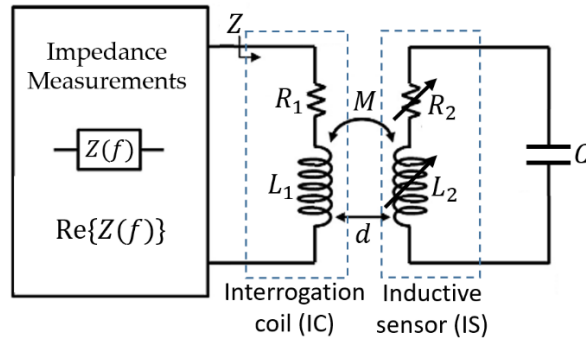 Impedance
Measurements
Z(f)
Re{Z(f)}
Z
R₁
M
R₂
L₁
L₂
d
C
Interrogation
coil (IC)
Inductive
sensor (IS)